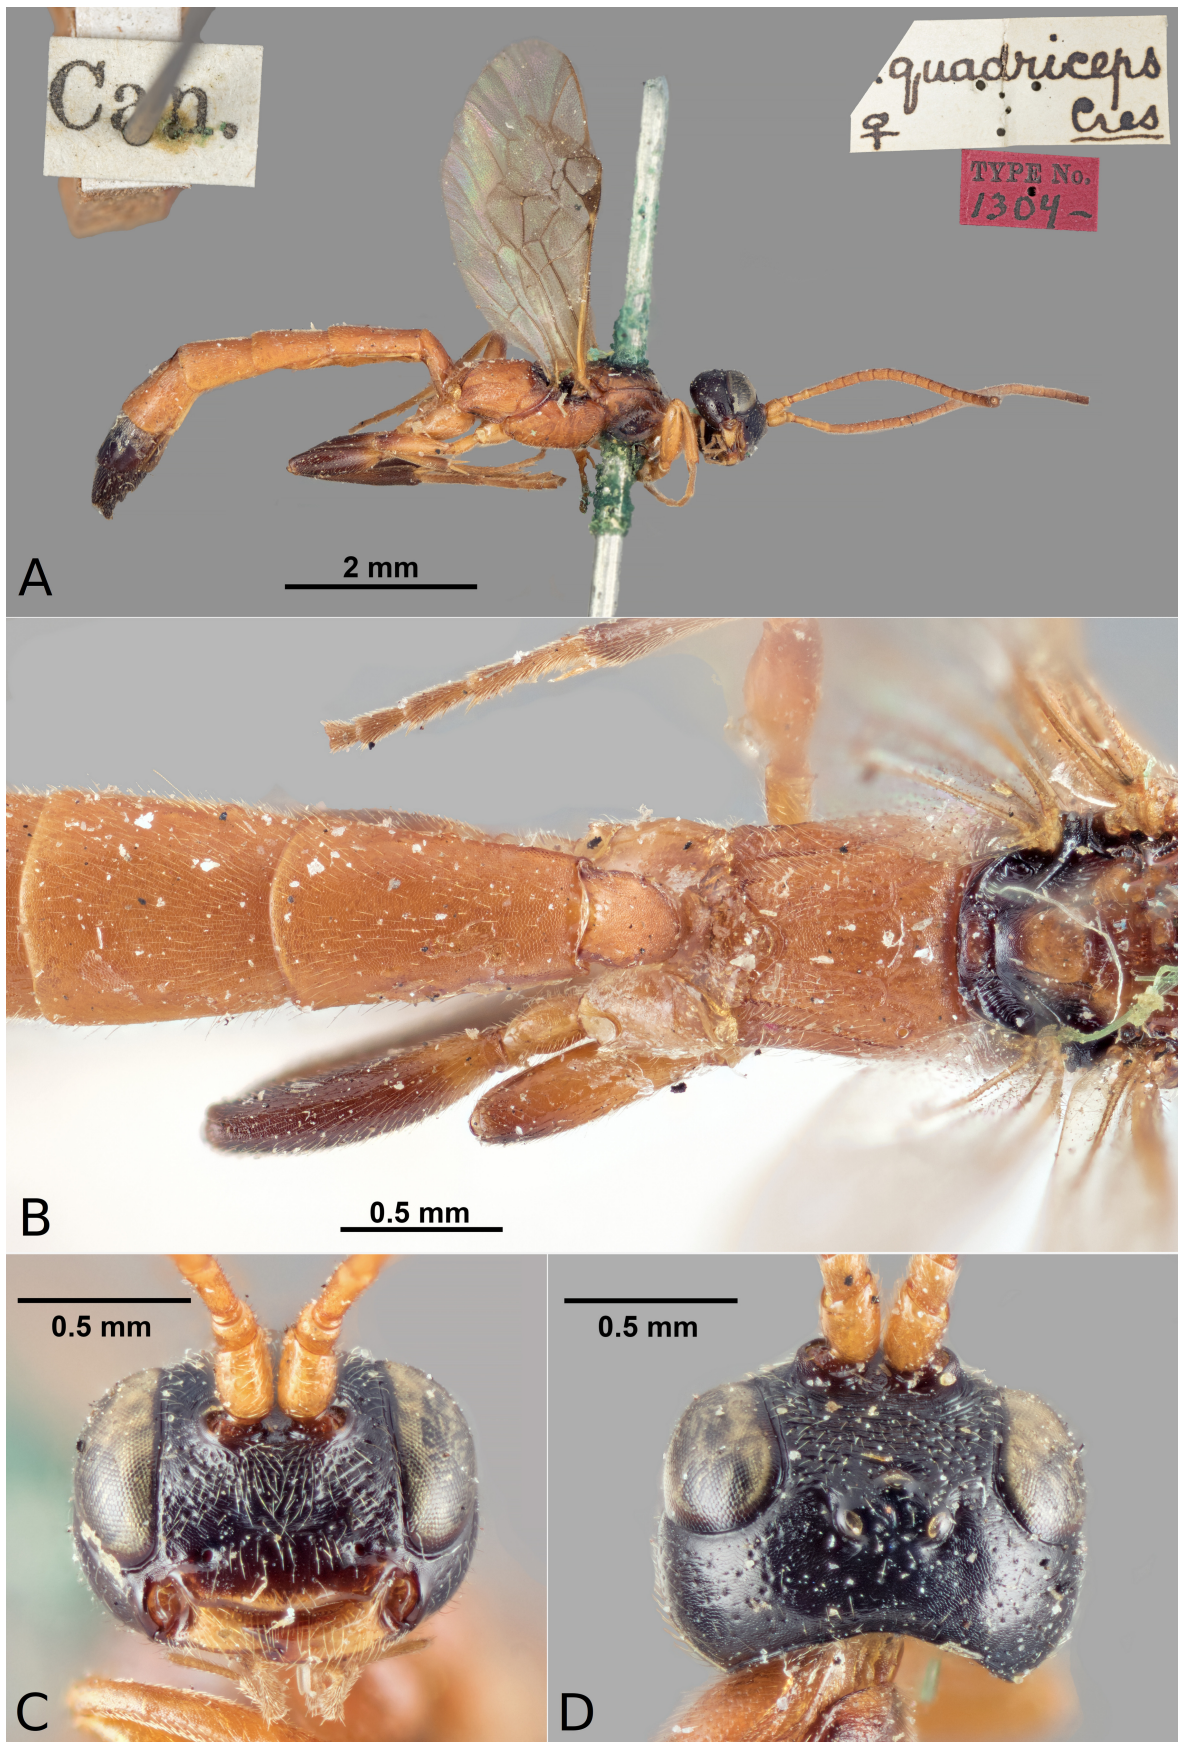 Can.
.quadriceps
♀ Cres
TYPE No.
1304-
A
2 mm
B
0.5 mm
0.5 mm
C
0.5 mm
D